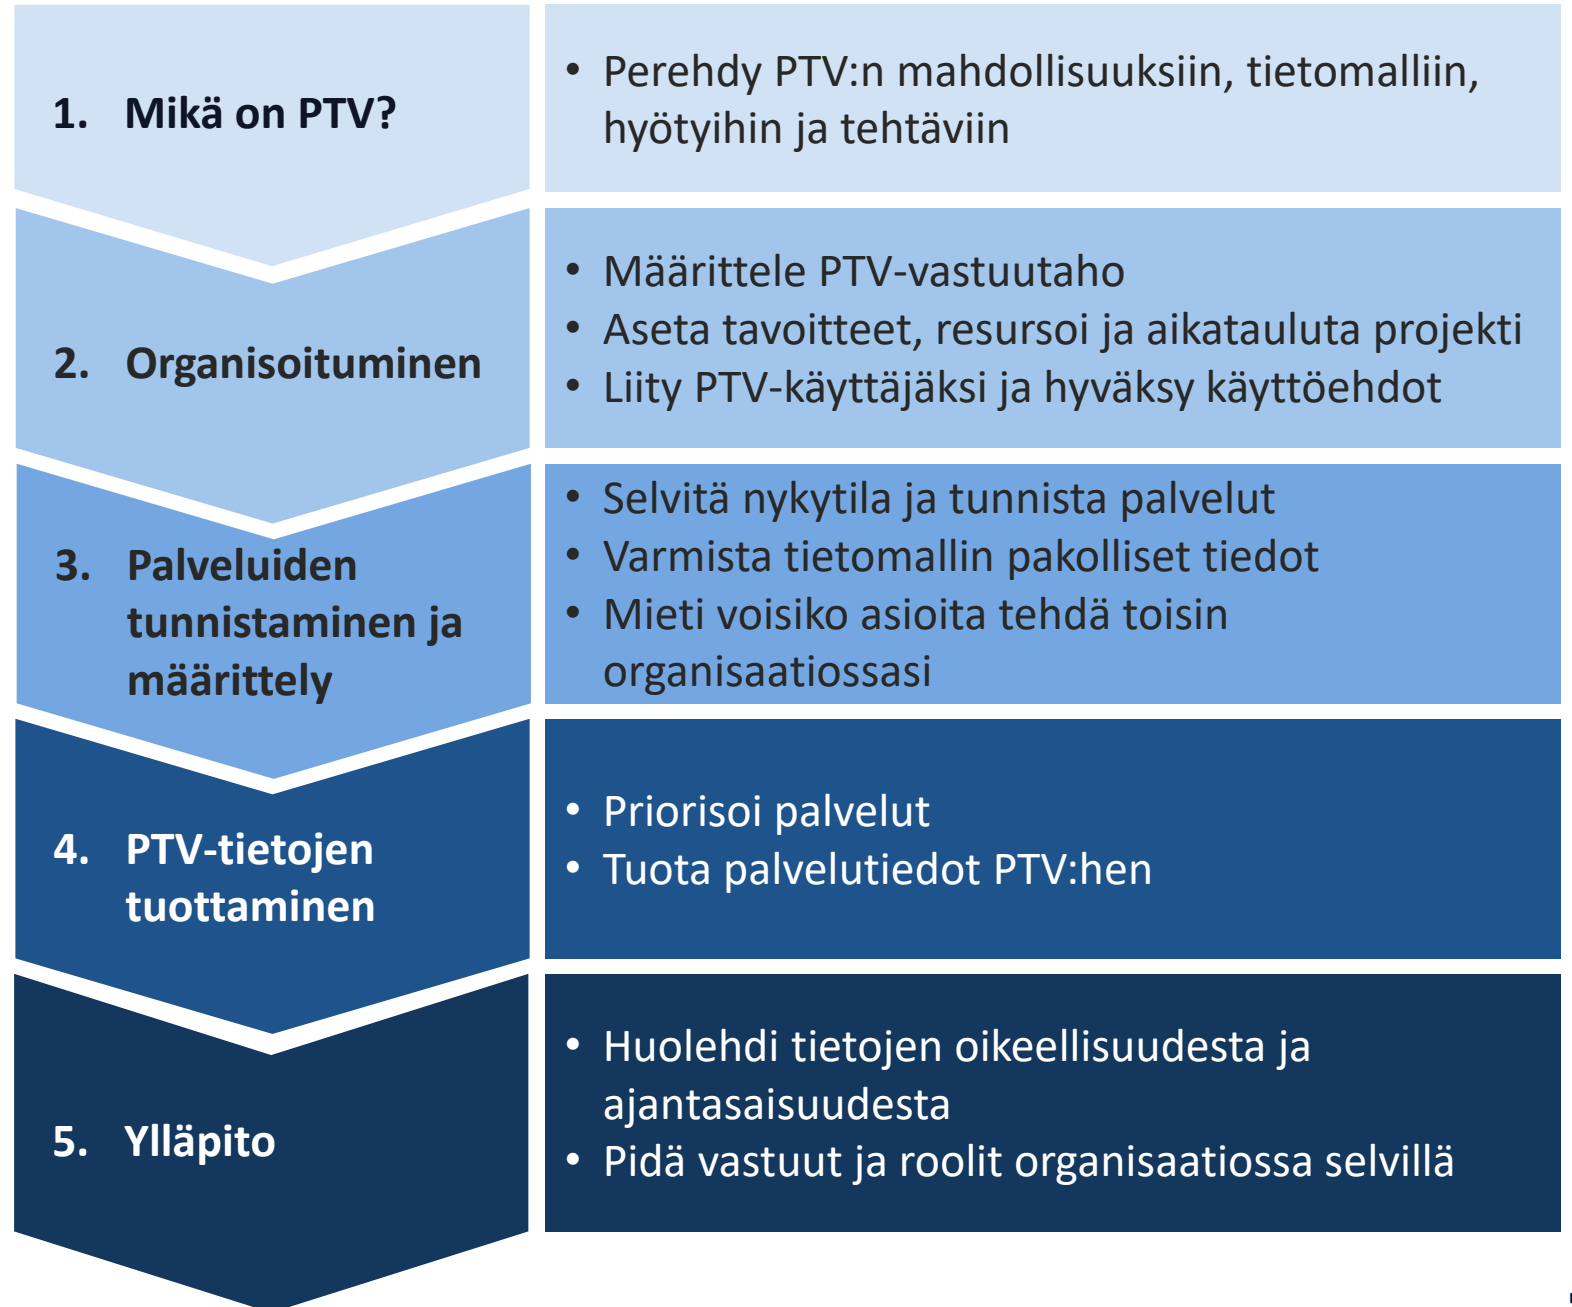 1. Mikä on PTV?
• Perehdy PTV:n mahdollisuuksiin, tietomalliin,
hyötyihin ja tehtäviin
2. Organisoituminen
• Määrittele PTV-vastuutaho
• Aseta tavoitteet, resursoi ja aikatauluta projekti
• Liity PTV-käyttäjäksi ja hyväksy käyttöehdot
3. Palveluiden
tunnistaminen ja
määrittely
• Selvitä nykytila ja tunnista palvelut
• Varmista tietomallin pakolliset tiedot
• Mieti voisiko asioita tehdä toisin
organisaatiossasi
4. PTV-tietojen
tuottaminen
• Priorisoi palvelut
• Tuota palvelutiedot PTV:hen
5. Ylläpito
• Huolehdi tietojen oikeellisuudesta ja
ajantasaisuudesta
• Pidä vastuut ja roolit organisaatiossa selvillä